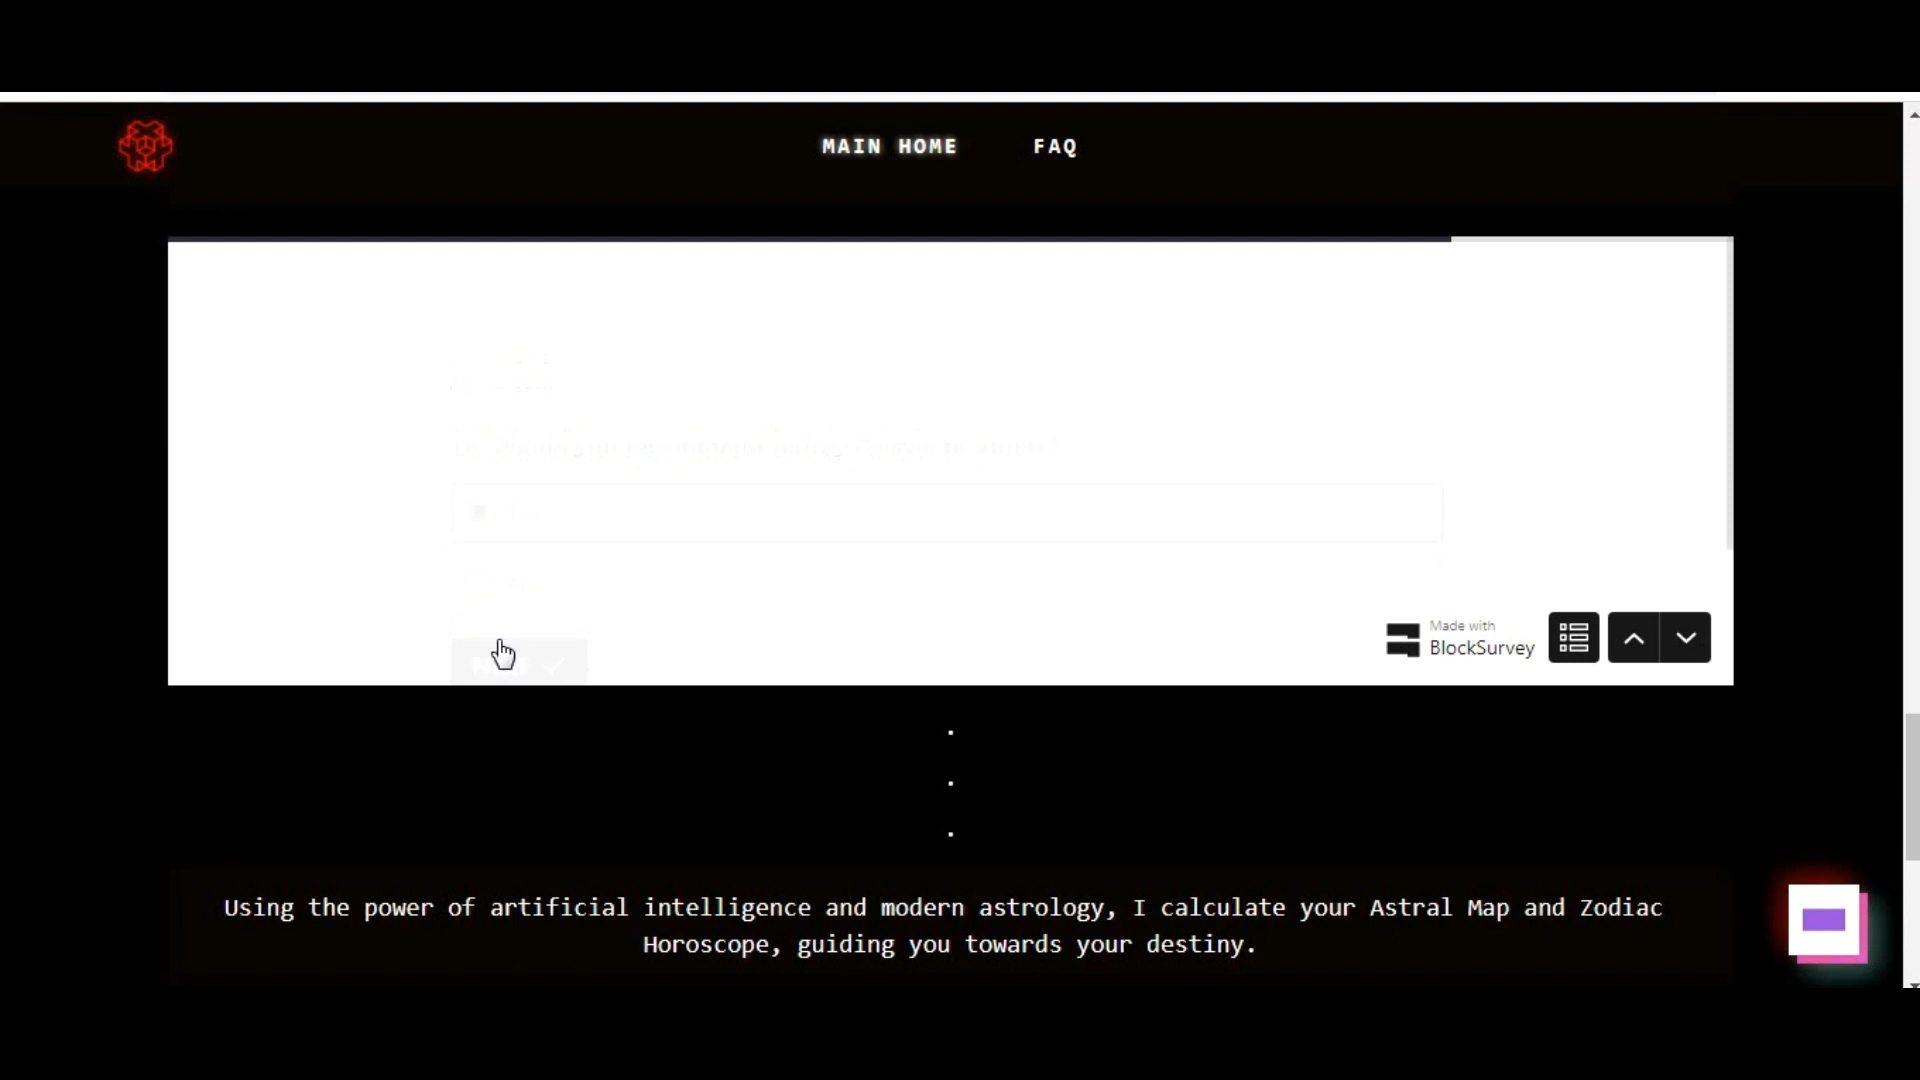 MAIN HOME FAQ
Made with
BlockSurvey
Using the power of artificial intelligence and modern astrology, I calculate your Astral Map and Zodiac
Horoscope, guiding you towards your destiny.